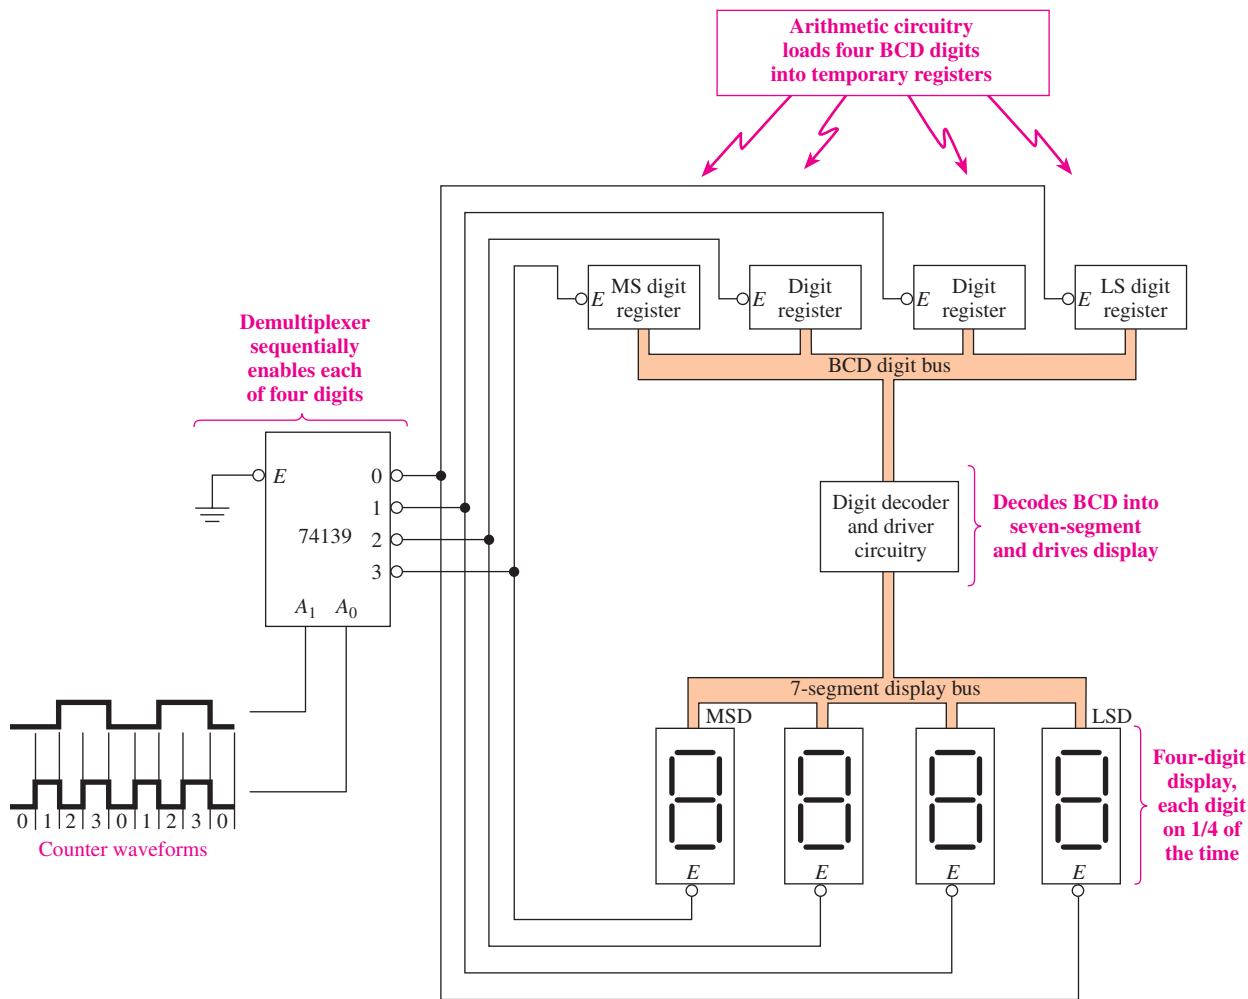 Arithmetic circuitry
loads four BCD digits
into temporary registers
MS digit
register
E
Digit
register
E
Digit
register
E
LS digit
register
E
BCD digit bus
Demultiplexer
sequentially
enables each
of four digits
E
0
1
2
3
74139
A1
A0
Digit decoder
and driver
circuitry
Decodes BCD into
seven-segment
and drives display
7-segment display bus
MSD
LSD
E
E
E
E
Four-digit
display,
each digit
on 1/4 of
the time
0 1 2 3 0 1 2 3 0
Counter waveforms